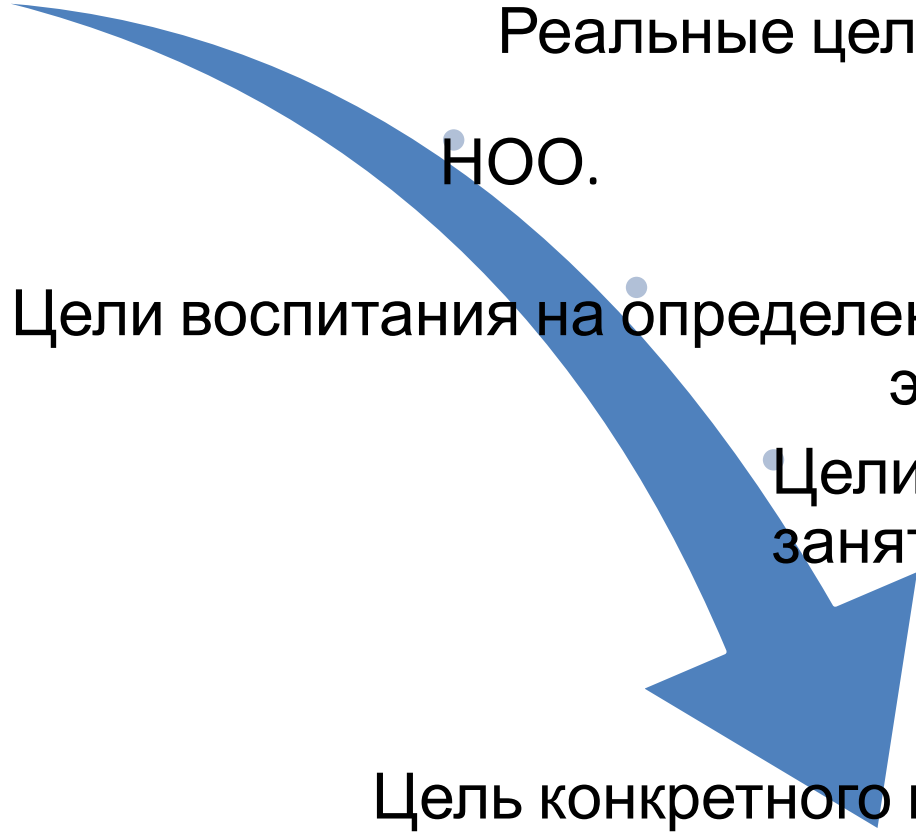 Реальные цел
НОО.
Цели воспитания на определен
э
Цели
занят
Цель конкретного